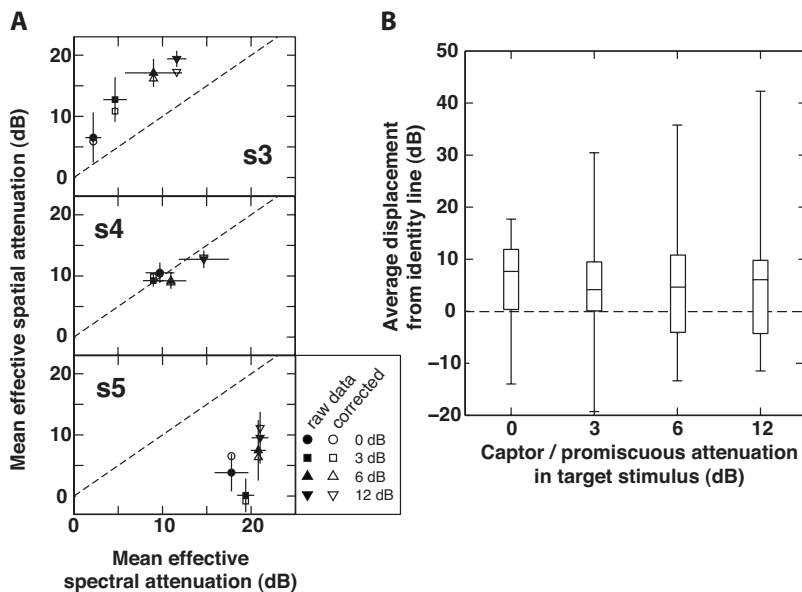 A
Mean effective spatial attenuation (dB)
20
10
0
s3
20
10
0
s4
20
10
0
s5
0 10 20
Mean effective
spectral attenuation (dB)
raw data
corrected
0 dB
3 dB
6 dB
12 dB
B
Average displacement
from identity line (dB)
50
40
30
20
10
0
−10
−20
0 3 6 12
Captor / promiscuous attenuation
in target stimulus (dB)